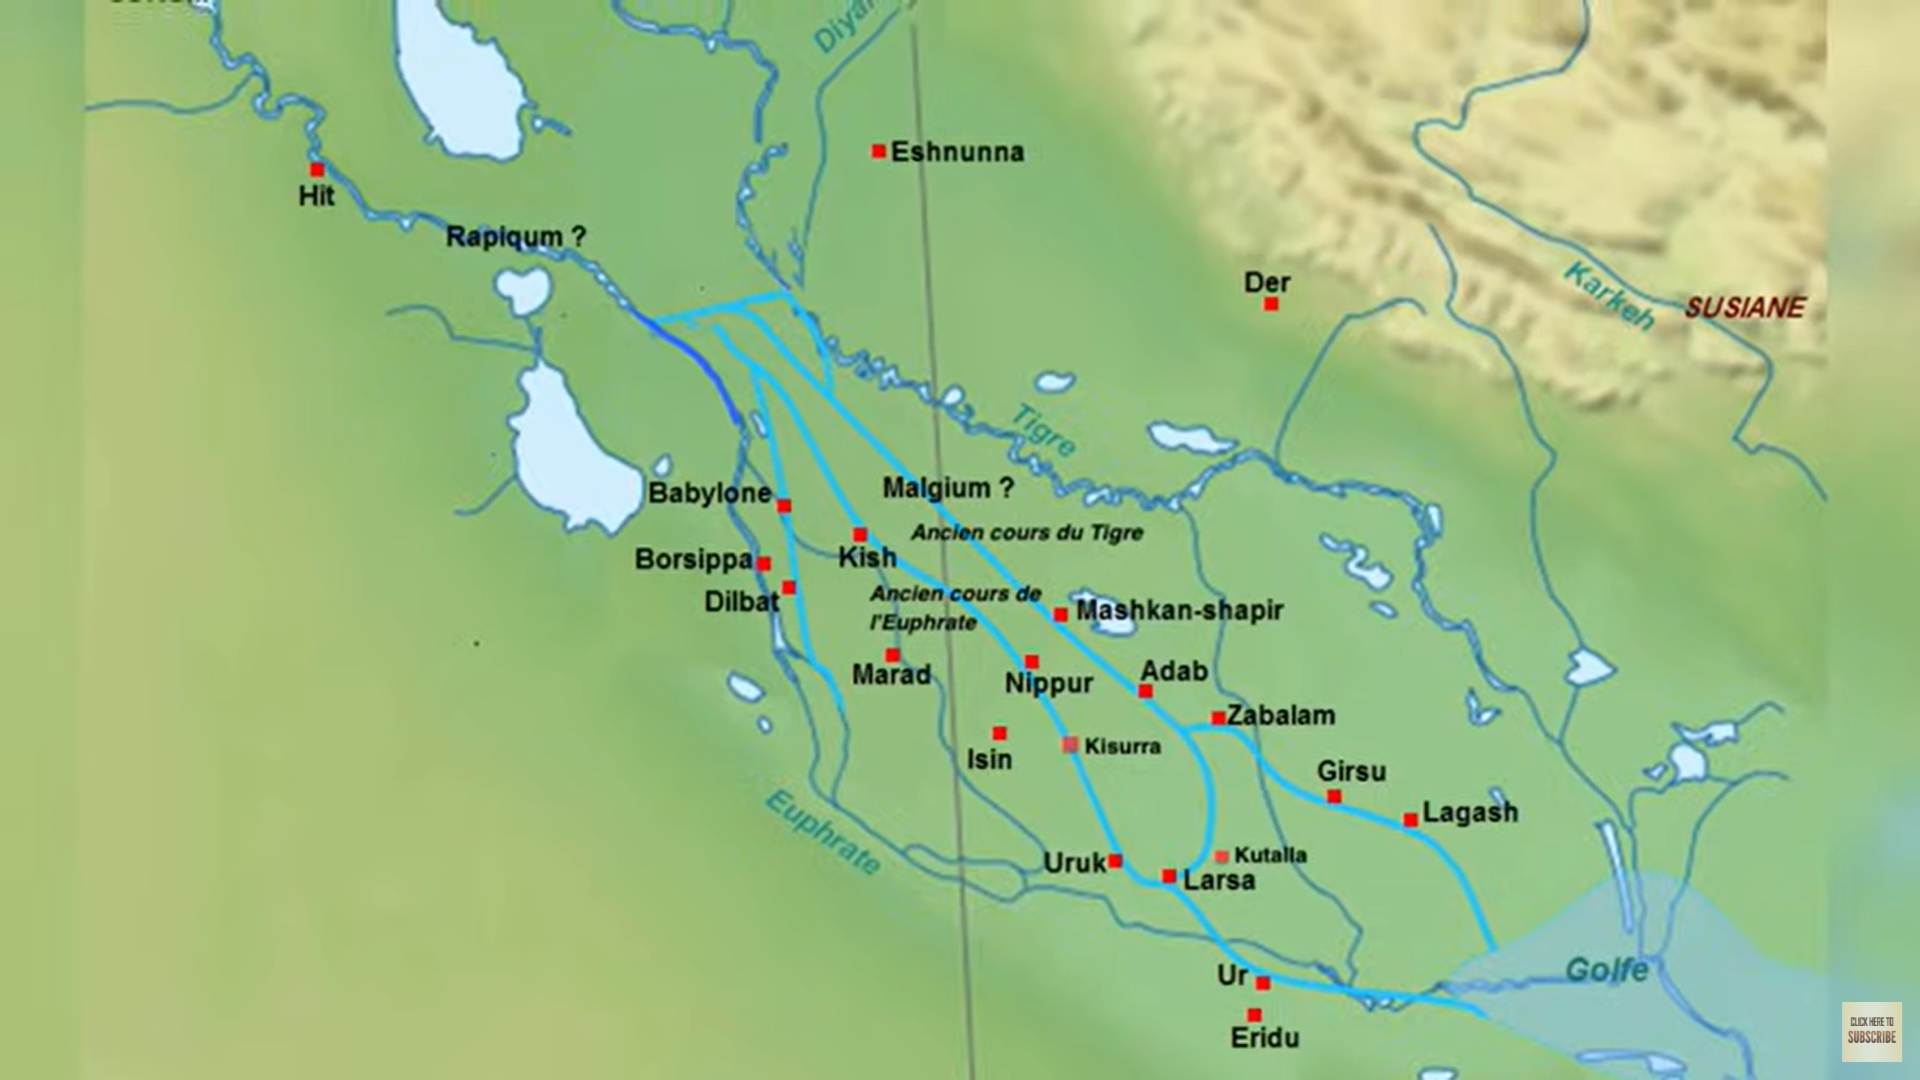 Diyal
Eshnunna
Hit
Rapiqum ?
Der
Karkeh
SUSIANE
Tigre
Babylone
Malgium ?
Ancien cours du Tigre
Kish
Borsippa
Dilbat
Ancien cours de
l'Euphrate
Mashkan-shapir
Marad
Nippur
Adab
Zabalam
Isin
Kisurra
Girsu
Lagash
Euphrate
Uruk
Kutalla
Larsa
Golfe
Ur
Eridu
CLICK HERE TO
SUBSCRIBE